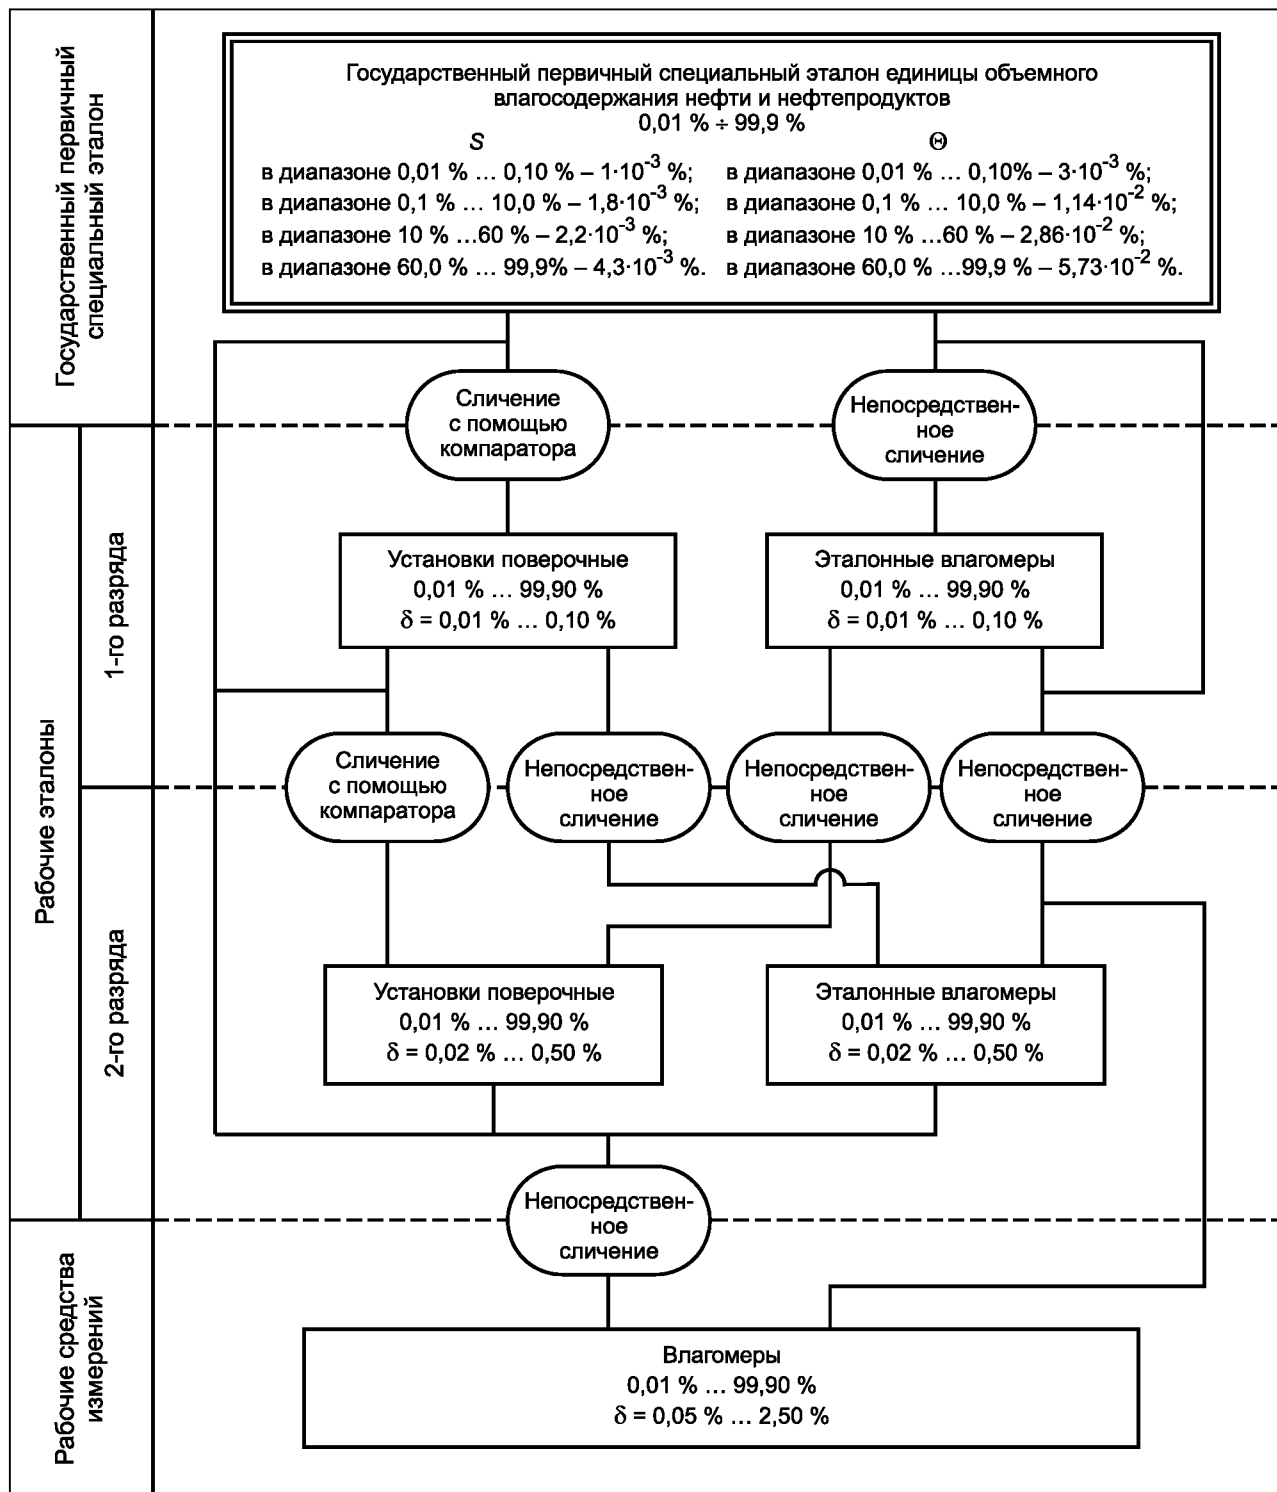 Государственный первичный
специальный эталон
Государственный первичный специальный эталон единицы объемного
влагосодержания нефти и нефтепродуктов
0,01 % ÷ 99,9 %
S
Θ
в диапазоне 0,01 % … 0,10 % – 1·10⁻³ %;
в диапазоне 0,01 % … 0,10% – 3·10⁻³ %;
в диапазоне 0,1 % … 10,0 % – 1,8·10⁻³ %;
в диапазоне 0,1 % … 10,0 % – 1,14·10⁻² %;
в диапазоне 10 % …60 % – 2,2·10⁻³ %;
в диапазоне 10 % …60 % – 2,86·10⁻² %;
в диапазоне 60,0 % … 99,9% – 4,3·10⁻³ %.
в диапазоне 60,0 % …99,9 % – 5,73·10⁻² %.
Сличение
с помощью
компаратора
Непосредствен-
ное
сличение
Рабочие эталоны
1-го разряда
Установки поверочные
0,01 % … 99,90 %
δ = 0,01 % … 0,10 %
Эталонные влагомеры
0,01 % … 99,90 %
δ = 0,01 % … 0,10 %
Сличение
с помощью
компаратора
Непосредствен-
ное
сличение
Непосредствен-
ное
сличение
Непосредствен-
ное
сличение
2-го разряда
Установки поверочные
0,01 % … 99,90 %
δ = 0,02 % … 0,50 %
Эталонные влагомеры
0,01 % … 99,90 %
δ = 0,02 % … 0,50 %
Непосредствен-
ное
сличение
Рабочие средства
измерений
Влагомеры
0,01 % … 99,90 %
δ = 0,05 % … 2,50 %